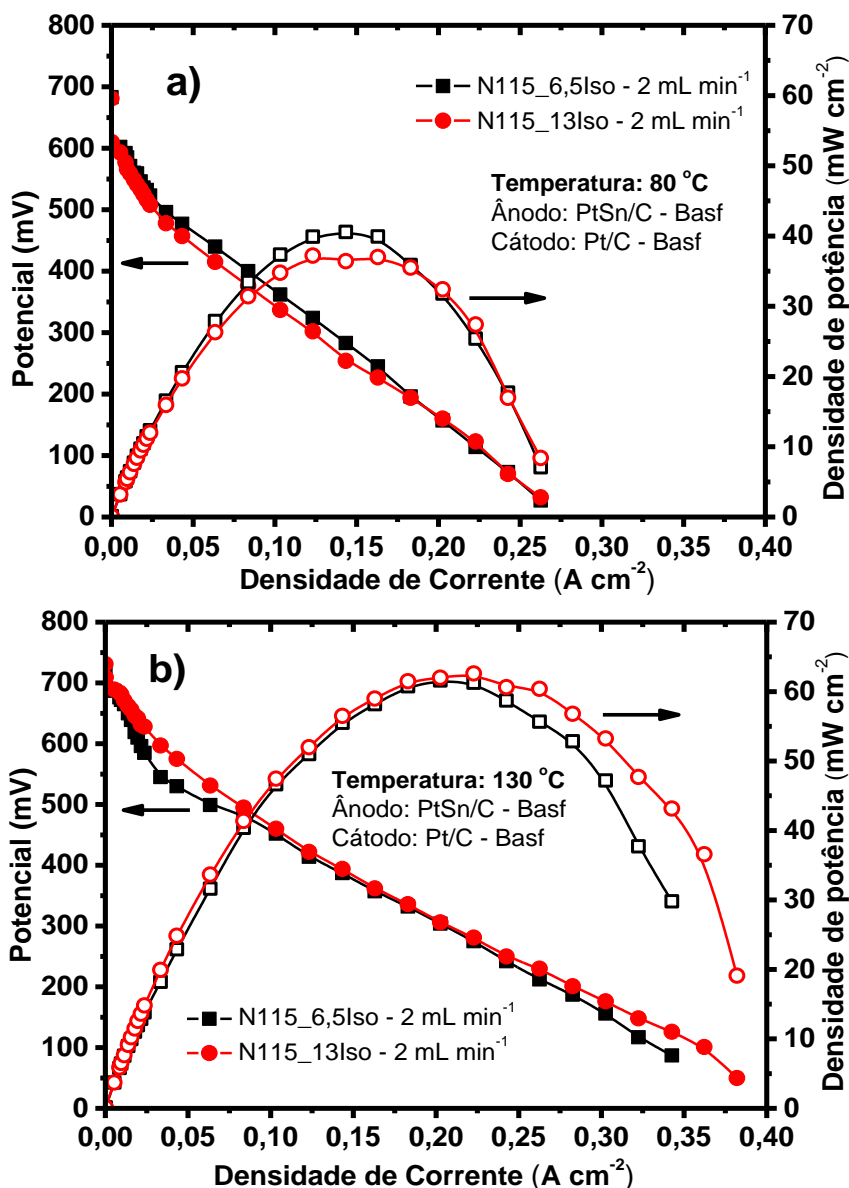 a)
N115_6,5Iso - 2 mL min-1
N115_13Iso - 2 mL min-1
Temperatura: 80 °C
Ânodo: PtSn/C - Basf
Cátodo: Pt/C - Basf
Potencial (mV)
800
700
600
500
400
300
200
100
0
70
60
50
40
30
20
10
0
Densidade de potência (mW cm-2)
0,00 0,05 0,10 0,15 0,20 0,25 0,30 0,35 0,40
Densidade de Corrente (A cm-2)
b)
Temperatura: 130 °C
Ânodo: PtSn/C - Basf
Cátodo: Pt/C - Basf
N115_6,5Iso - 2 mL min-1
N115_13Iso - 2 mL min-1
Potencial (mV)
800
700
600
500
400
300
200
100
0
70
60
50
40
30
20
10
0
Densidade de potência (mW cm-2)
0,00 0,05 0,10 0,15 0,20 0,25 0,30 0,35 0,40
Densidade de Corrente (A cm-2)